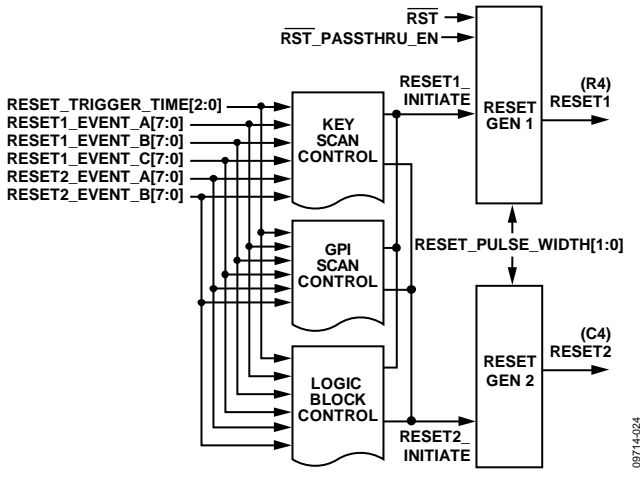 R̅S̅T̅
R̅S̅T̅_PASSTHRU_EN
RESET_TRIGGER_TIME[2:0]
RESET1_EVENT_A[7:0]
RESET1_EVENT_B[7:0]
RESET1_EVENT_C[7:0]
RESET2_EVENT_A[7:0]
RESET2_EVENT_B[7:0]
KEY
SCAN
CONTROL
GPI
SCAN
CONTROL
LOGIC
BLOCK
CONTROL
RESET1_
INITIATE
RESET
GEN 1
(R4)
RESET1
RESET_PULSE_WIDTH[1:0]
RESET2_
INITIATE
RESET
GEN 2
(C4)
RESET2
09714-024